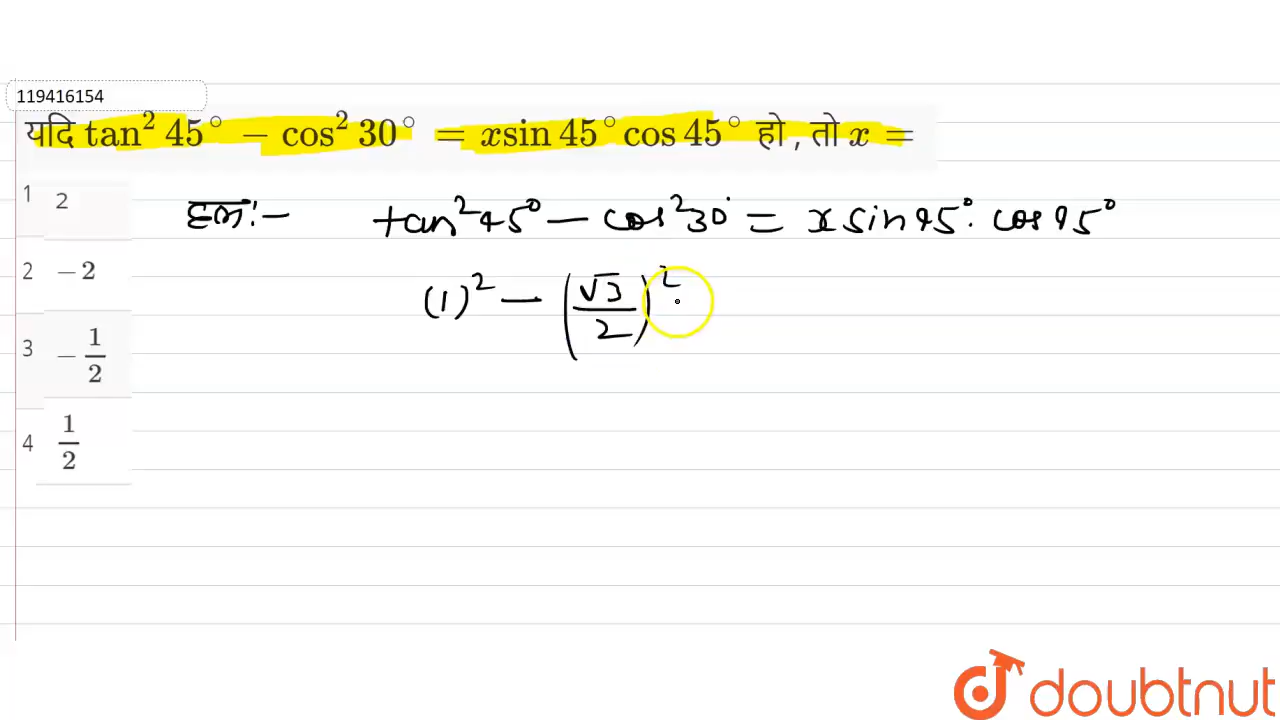 119416154
यदि tan² 45° − cos² 30° = x sin 45° cos 45° हो , तो x =
1 2
2 −2
3 −1/2
4 1/2
हल:- tan²45° − cos²30° = x sin45°. cos45°
(1)² − (√3/2)²
doubtnut